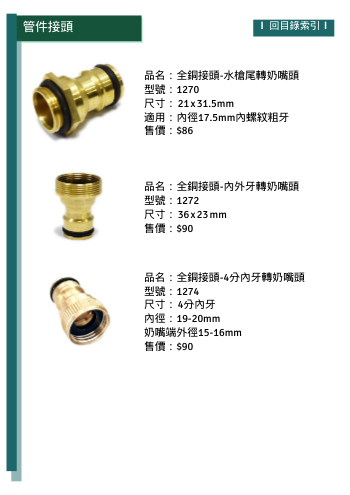 管件接頭
I 回目錄索引 I
品名：全銅接頭-水槍尾轉奶嘴頭
型號：1270
尺寸： 21x31.5mm
適用：內徑17.5mm內螺紋粗牙
售價：$86
品名：全銅接頭-內外牙轉奶嘴頭
型號：1272
尺寸： 36x23mm
售價：$90
品名：全銅接頭-4分內牙轉奶嘴頭
型號：1274
尺寸： 4分內牙
內徑：19-20mm
奶嘴端外徑15-16mm
售價：$90